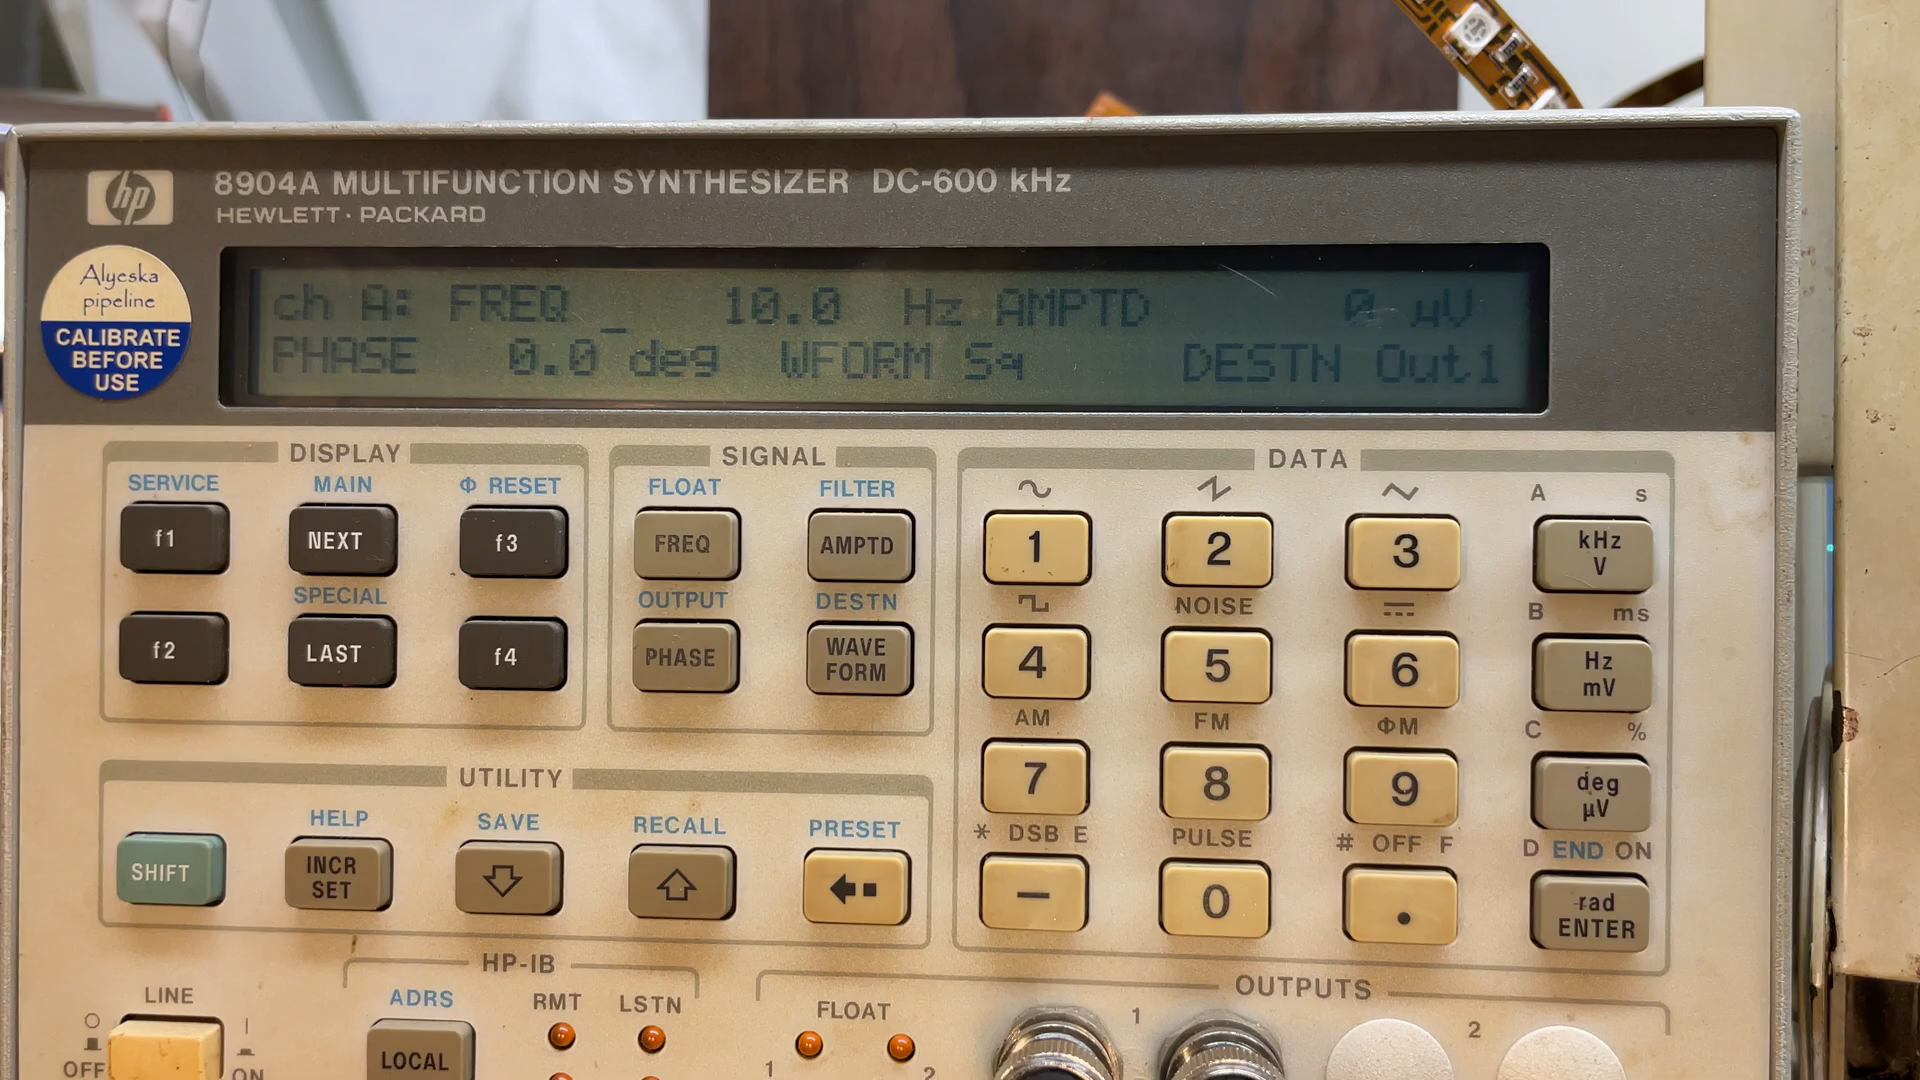 hp
8904A MULTIFUNCTION SYNTHESIZER DC-600 kHz
HEWLETT · PACKARD
Alyeska
pipeline
CALIBRATE
BEFORE
USE
ch A: FREQ _ 10.0 Hz AMPTD 0 µV
PHASE 0.0 deg WFORM Sq DESTN Out1
DISPLAY
SERVICE MAIN Φ RESET
f1 NEXT f3
SPECIAL
f2 LAST f4
SIGNAL
FLOAT FILTER
FREQ AMPTD
OUTPUT DESTN
PHASE WAVE
FORM
DATA
A s
1 2 3 kHz
V
NOISE B ms
4 5 6 Hz
mV
AM FM ΦM C %
7 8 9 deg
µV
* DSB E PULSE # OFF F D END ON
− 0 . rad
ENTER
UTILITY
HELP SAVE RECALL PRESET
SHIFT INCR
SET
LINE
OFF ON
HP-IB
ADRS RMT LSTN
LOCAL
FLOAT
1 2
OUTPUTS
1 2